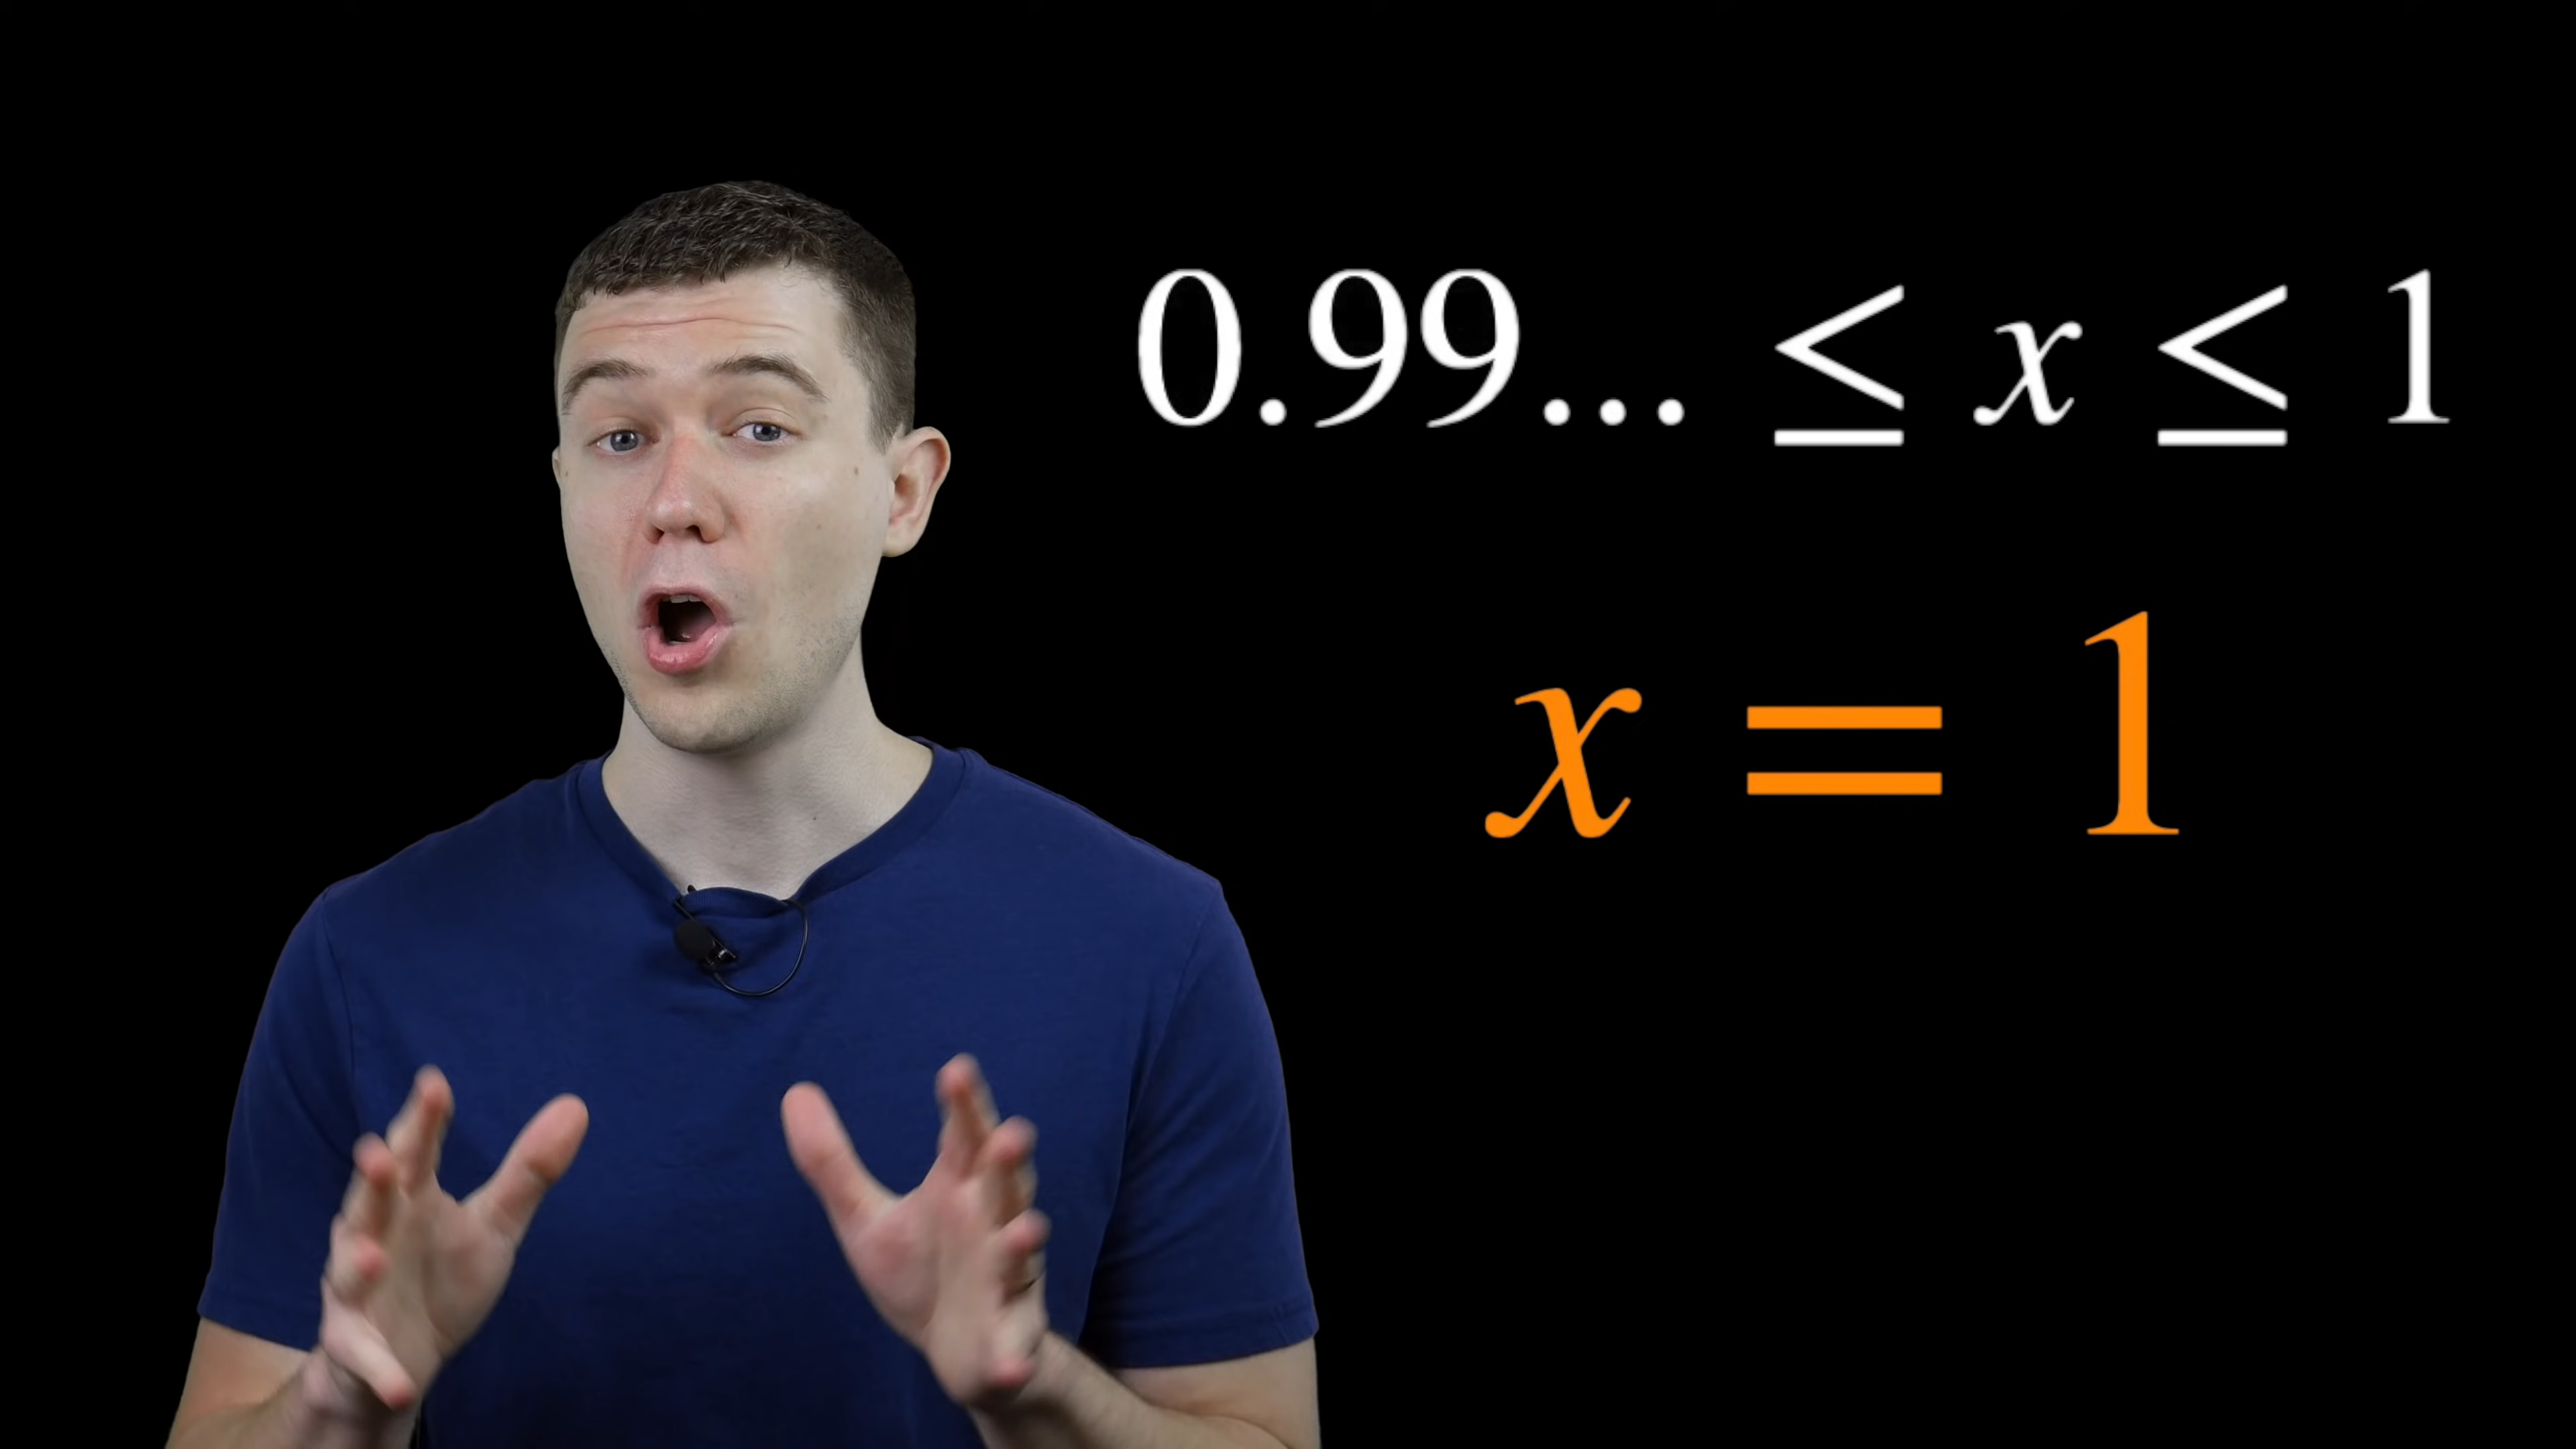 0.99... ≤ x ≤ 1
x = 1